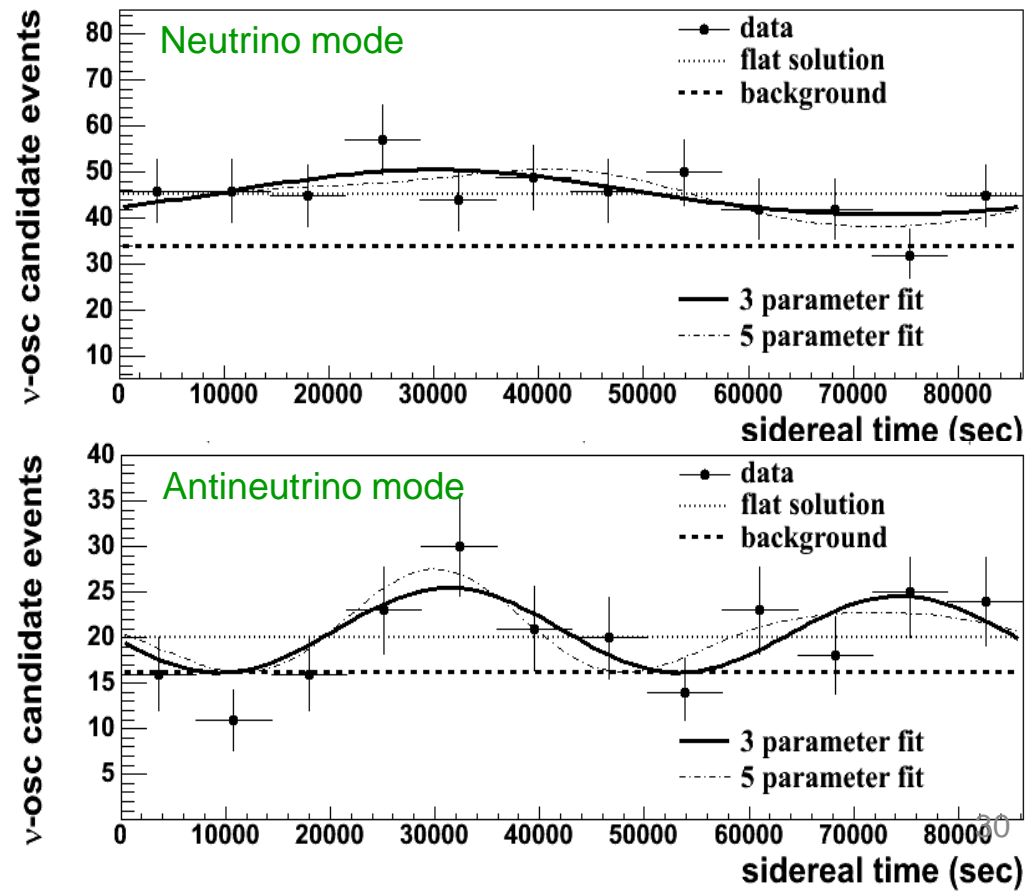 Neutrino mode
data
flat solution
background
3 parameter fit
5 parameter fit
ν-osc candidate events
80
70
60
50
40
30
20
10
0 10000 20000 30000 40000 50000 60000 70000 80000
sidereal time (sec)
Antineutrino mode
data
flat solution
background
3 parameter fit
5 parameter fit
ν-osc candidate events
40
35
30
25
20
15
10
5
0 10000 20000 30000 40000 50000 60000 70000 80000
30
sidereal time (sec)